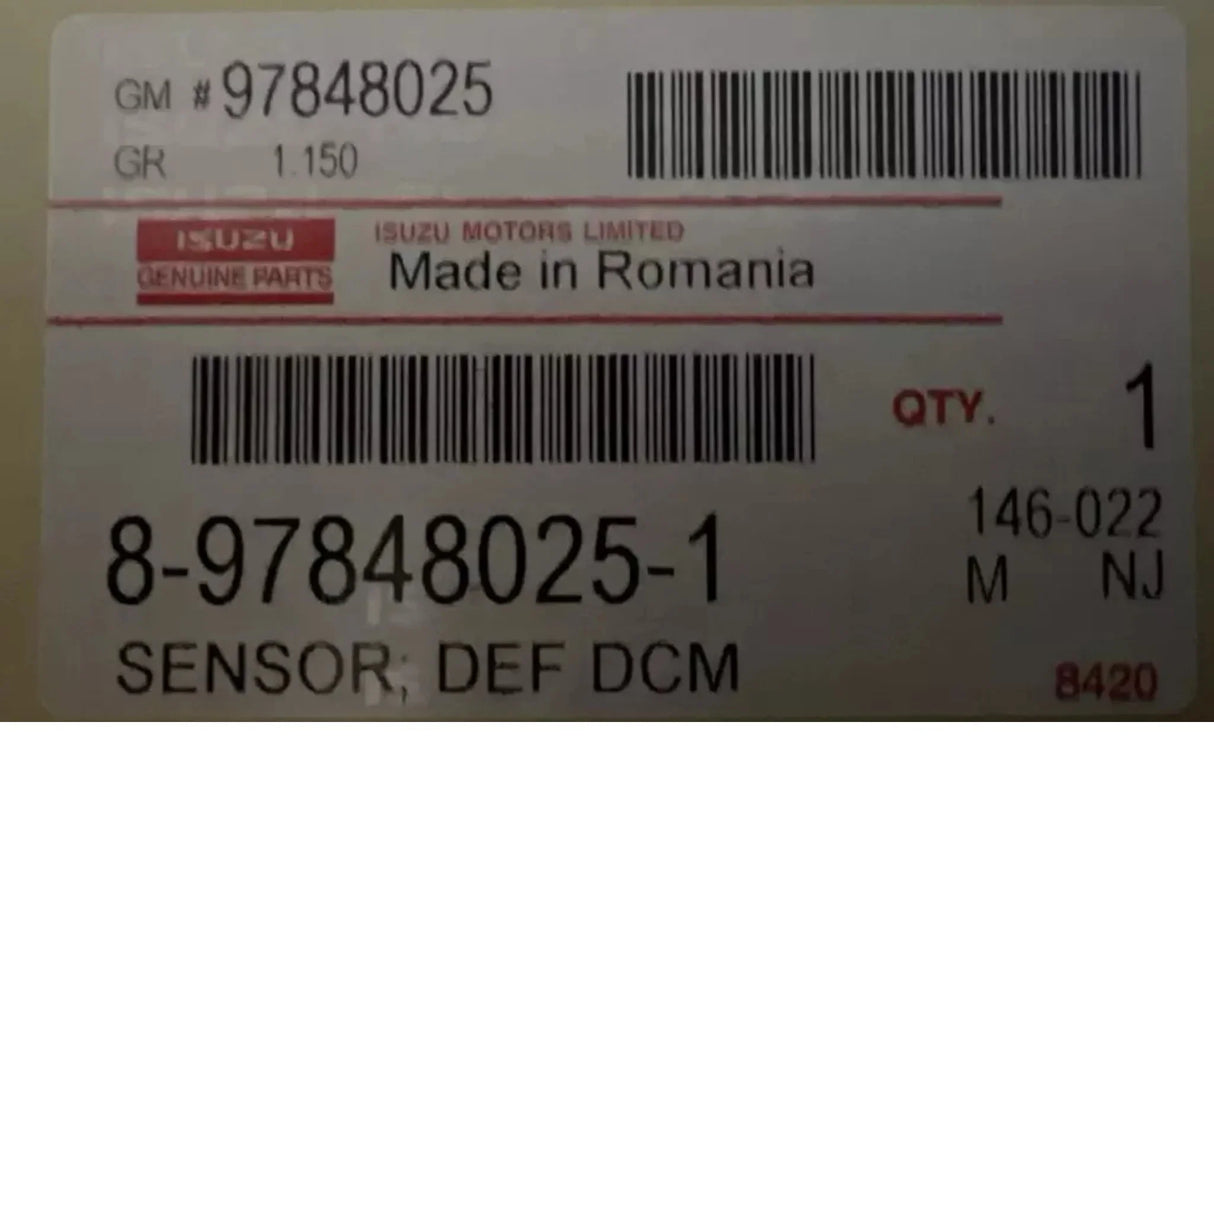 GM # 97848025
GR 1.150
ISUZU
GENUINE PARTS
ISUZU MOTORS LIMITED
Made in Romania
QTY. 1
8-97848025-1
146-022
M NJ
SENSOR; DEF DCM
8420